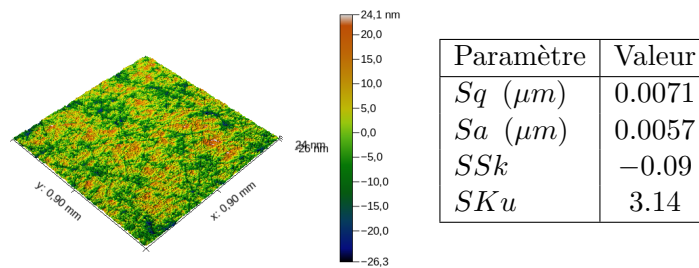 24,1 nm
20,0
15,0
10,0
5,0
0,0
−5,0
−10,0
−15,0
−20,0
−26,3
24 nm
y: 0,90 mm
x: 0,90 mm
Paramètre Valeur
Sq (μm) 0.0071
Sa (μm) 0.0057
SSk −0.09
SKu 3.14